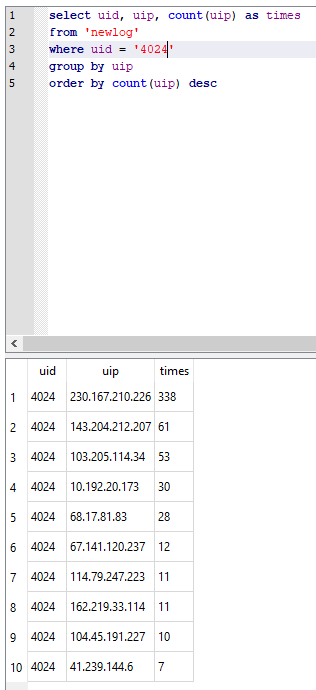 1 select uid, uip, count(uip) as times
2 from 'newlog'
3 where uid = '4024'
4 group by uip
5 order by count(uip) desc
uid uip times
1 4024 230.167.210.226 338
2 4024 143.204.212.207 61
3 4024 103.205.114.34 53
4 4024 10.192.20.173 30
5 4024 68.17.81.83 28
6 4024 67.141.120.237 12
7 4024 114.79.247.223 11
8 4024 162.219.33.114 11
9 4024 104.45.191.227 10
10 4024 41.239.144.6 7